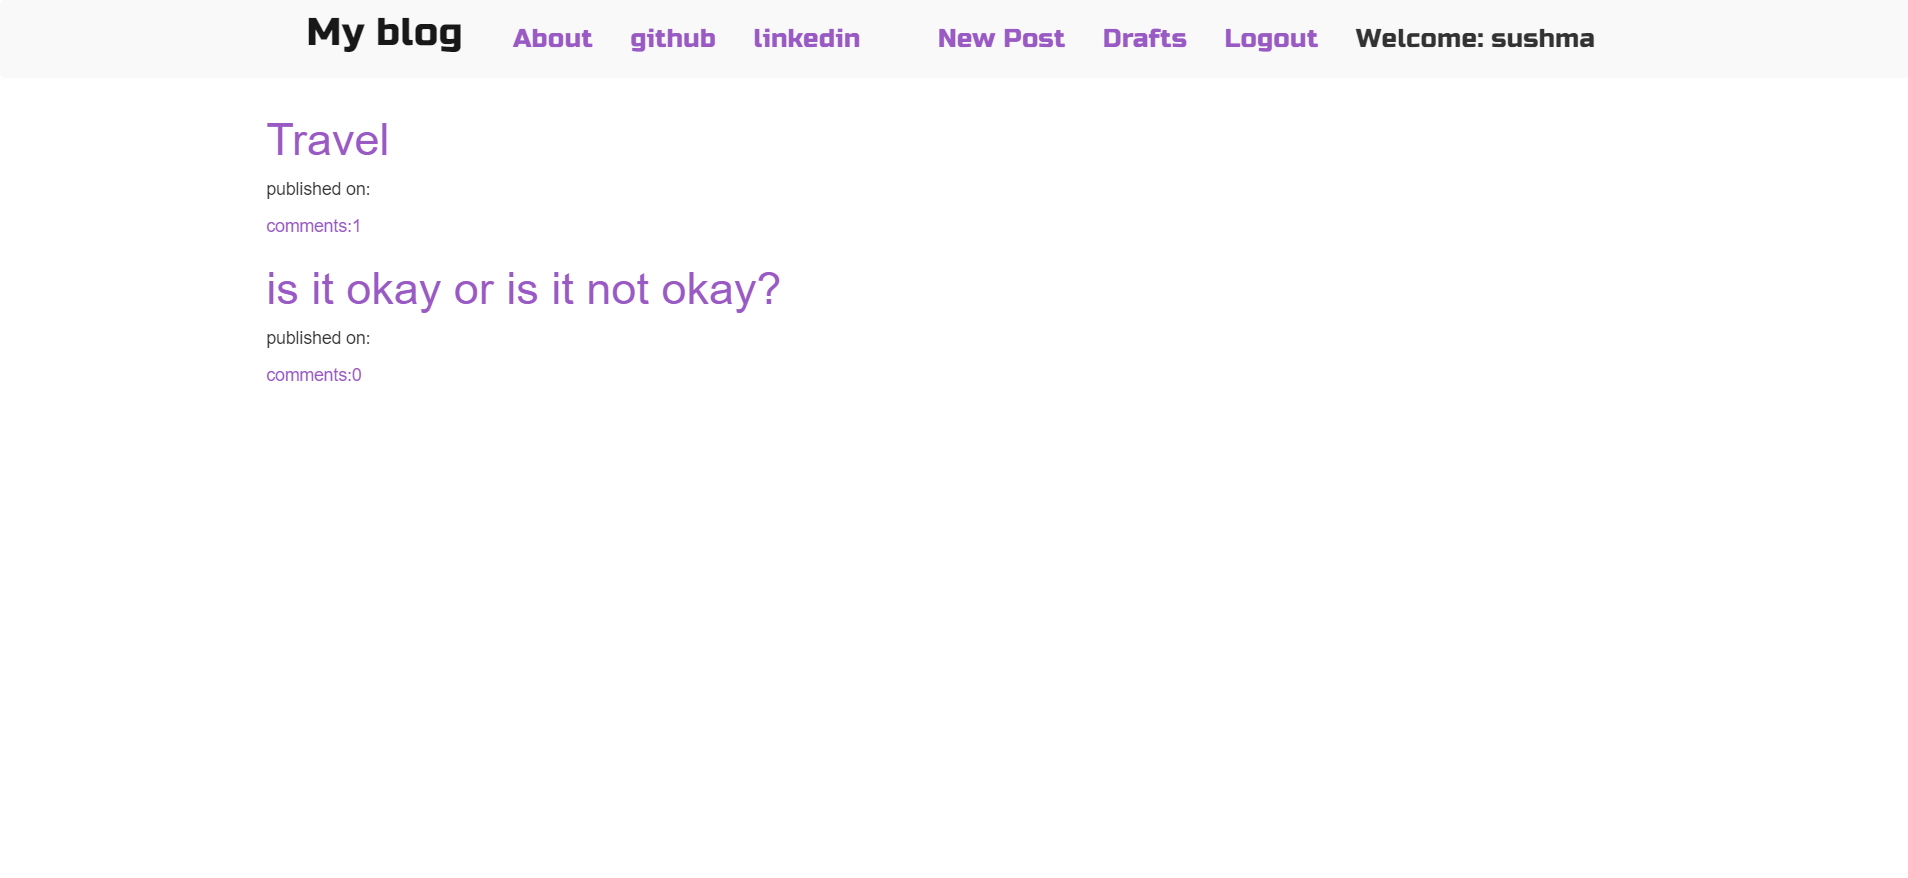 My blog About github linkedin New Post Drafts Logout Welcome: sushma
Travel
published on:
comments:1
is it okay or is it not okay?
published on:
comments:0